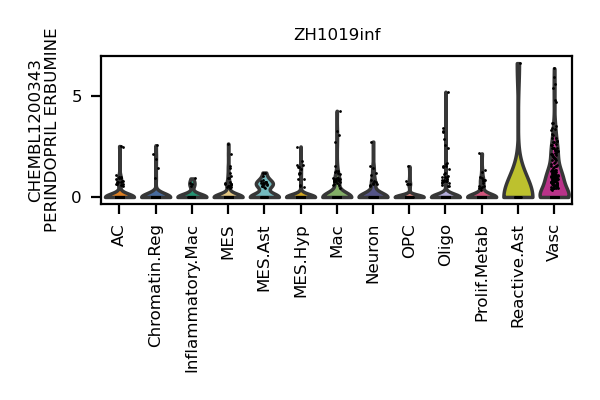 ZH1019inf
CHEMBL1200343
PERINDOPRIL ERBUMINE
5
0
AC
Chromatin.Reg
Inflammatory.Mac
MES
MES.Ast
MES.Hyp
Mac
Neuron
OPC
Oligo
Prolif.Metab
Reactive.Ast
Vasc